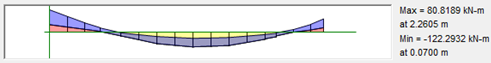 Max = 80.8189 kN-m
at 2.2605 m
Min = -122.2932 kN-m
at 0.0700 m